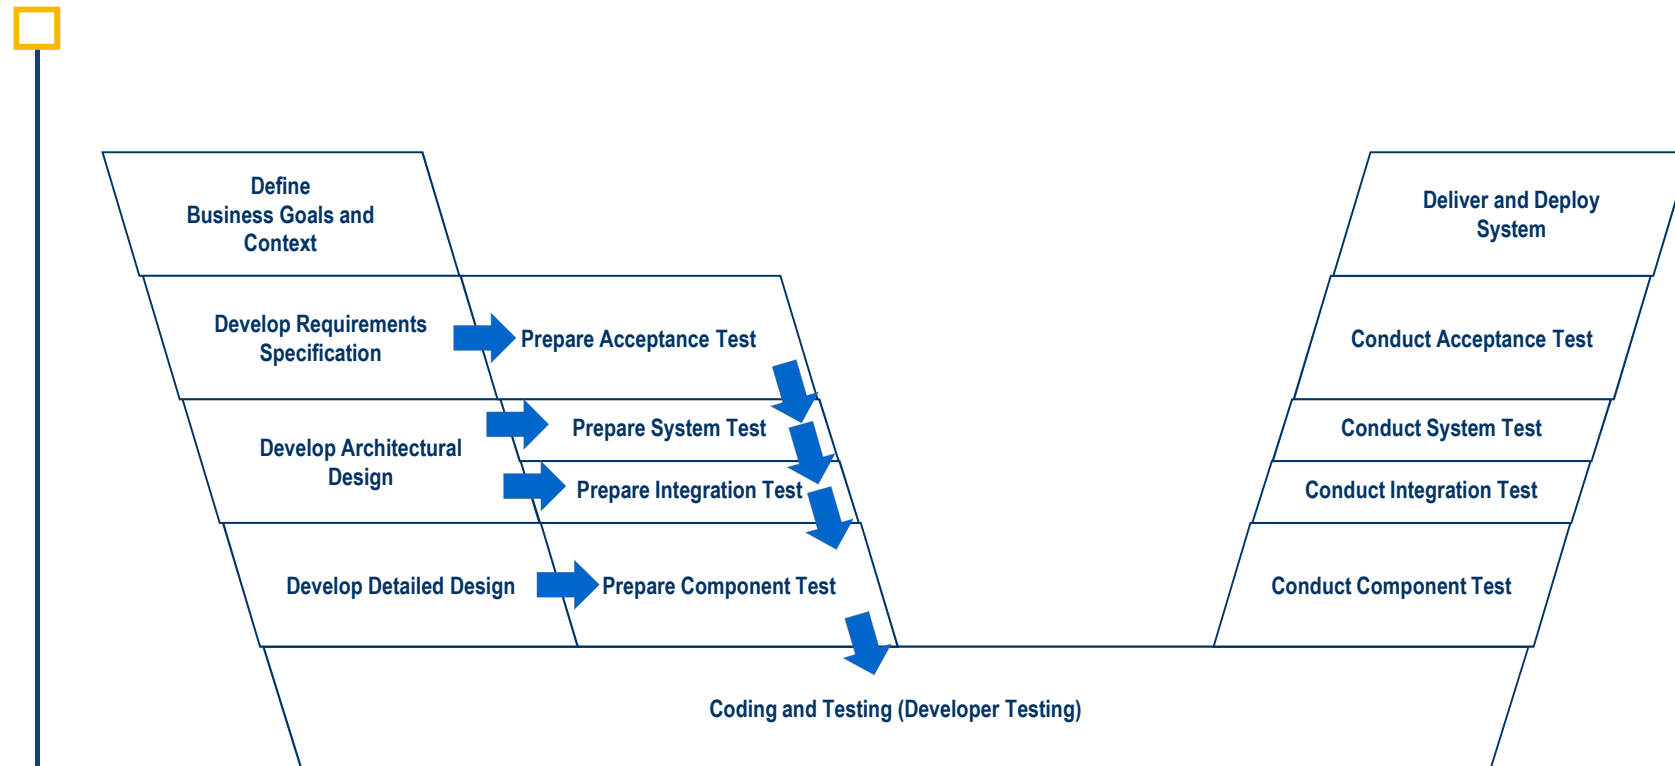 Define
Business Goals and
Context
Deliver and Deploy
System
Develop Requirements
Specification
Prepare Acceptance Test
Conduct Acceptance Test
Develop Architectural
Design
Prepare System Test
Conduct System Test
Prepare Integration Test
Conduct Integration Test
Develop Detailed Design
Prepare Component Test
Conduct Component Test
Coding and Testing (Developer Testing)